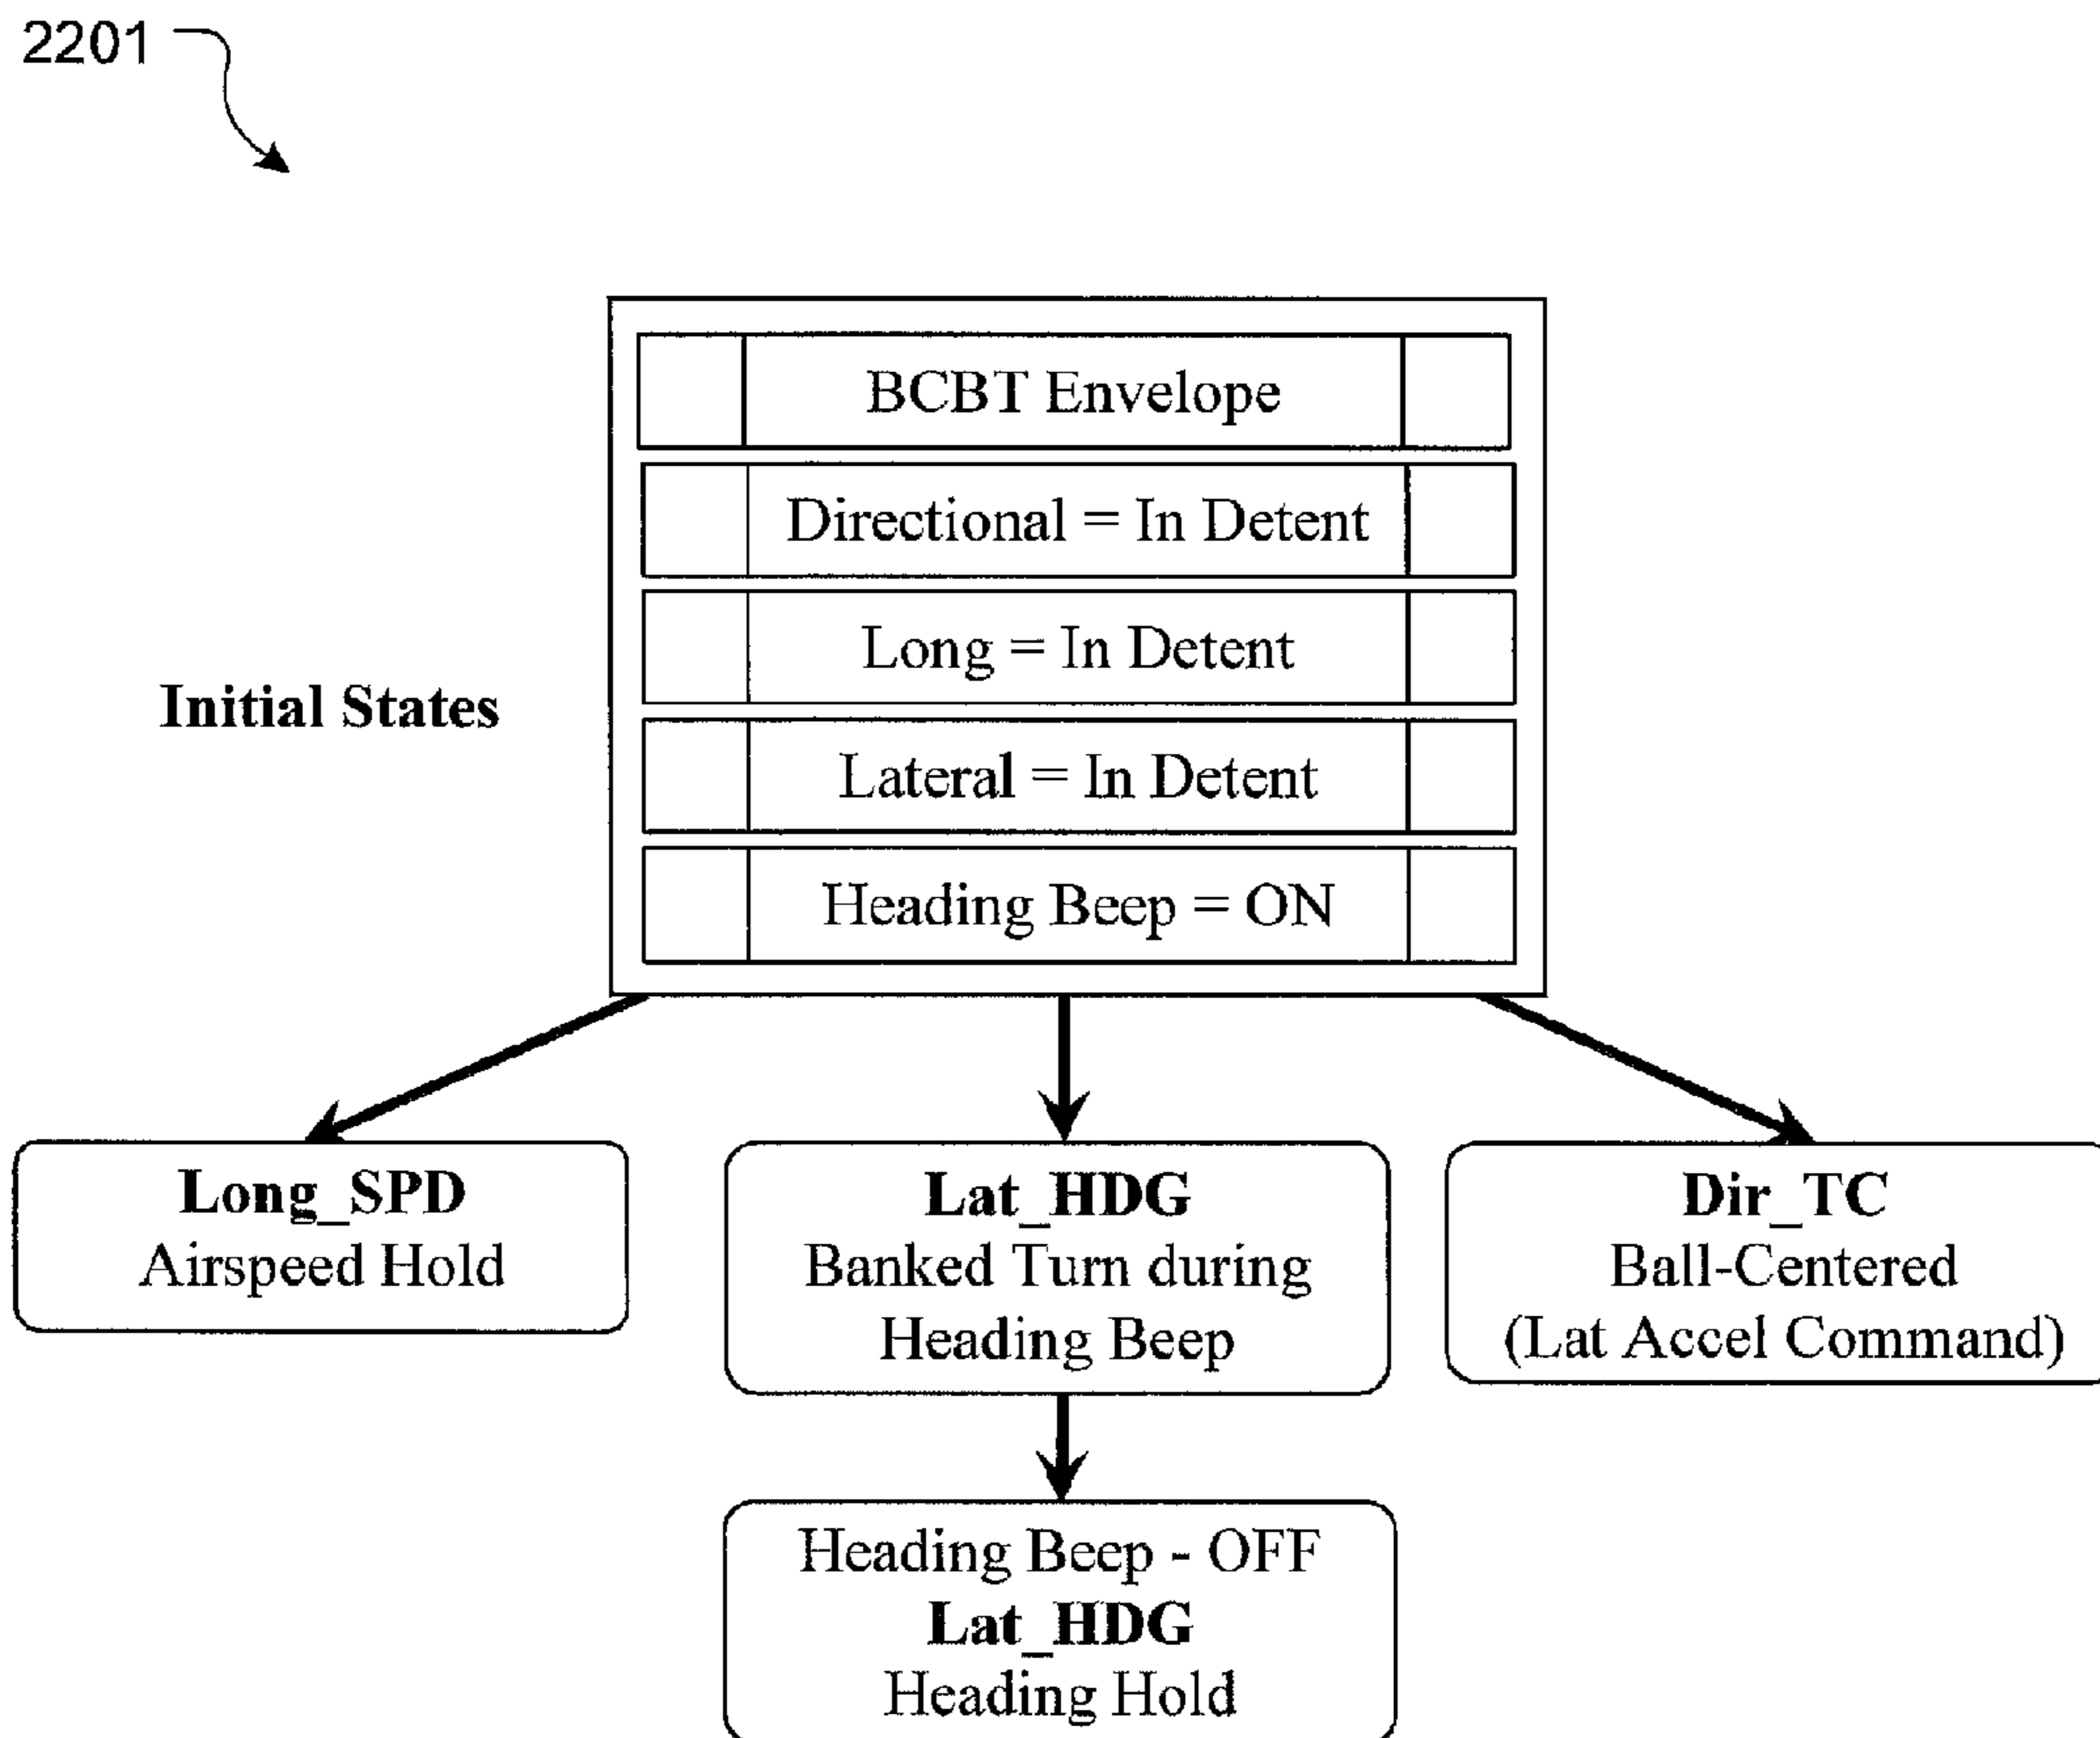 2201
BCBT Envelope
Directional = In Detent
Long = In Detent
Initial States
Lateral = In Detent
Heading Beep = ON
Long_SPD
Airspeed Hold
Lat_HDG
Banked Turn during
Heading Beep
Dir_TC
Ball-Centered
(Lat Accel Command)
Heading Beep - OFF
Lat_HDG
Heading Hold